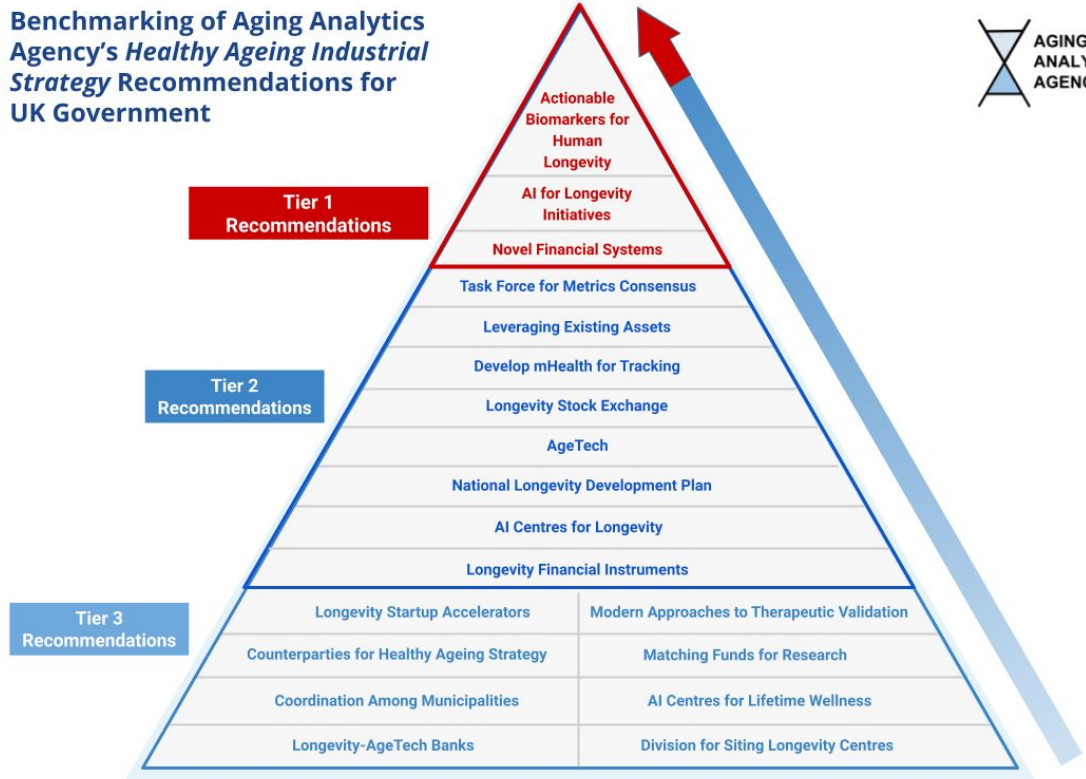 Benchmarking of Aging Analytics
Agency's Healthy Ageing Industrial
Strategy Recommendations for
UK Government
AGING
Actionable
Biomarkers for
Human
Longevity
Tier 1
Recommendations
AI for Longevity
Initiatives
Novel Financial Systems
Task Force for Metrics Consensus
Leveraging Existing Assets
Develop mHealth for Tracking
Tier 2
Recommendations
Longevity Stock Exchange
AgeTech
National Longevity Development Plan
AI Centres for Longevity
Longevity Financial Instruments
Tier 3
Recommendations
Longevity Startup Accelerators
Modern Approaches to Therapeutic Validation
Counterparties for Healthy Ageing Strategy
Matching Funds for Research
Coordination Among Municipalities
AI Centres for Lifetime Wellness
Longevity-AgeTech Banks
Division for Siting Longevity Centres